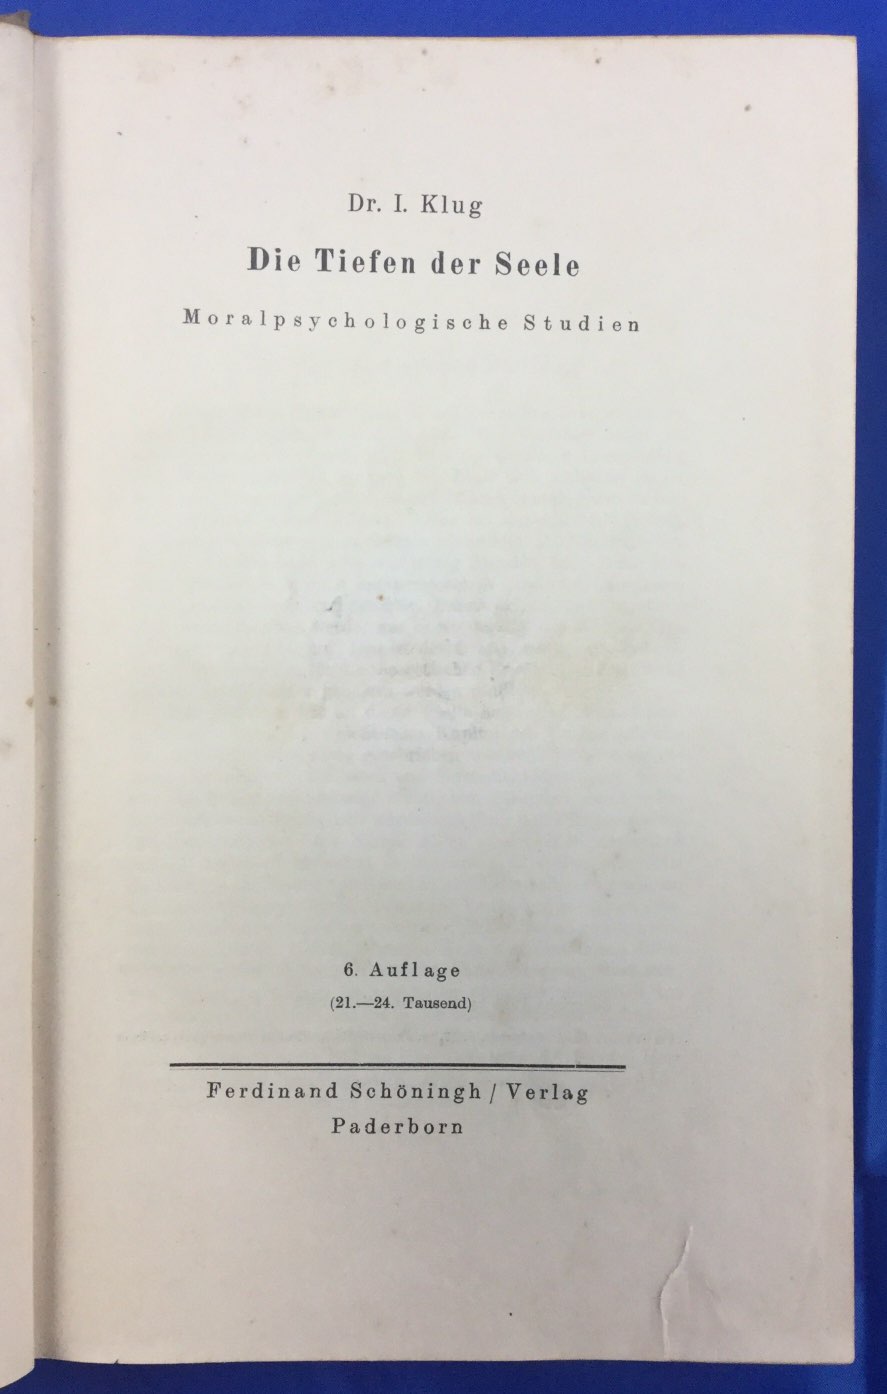 Dr. I. Klug
Die Tiefen der Seele
Moralpsychologische Studien
6. Auflage
(21.—24. Tausend)
Ferdinand Schöningh / Verlag
Paderborn